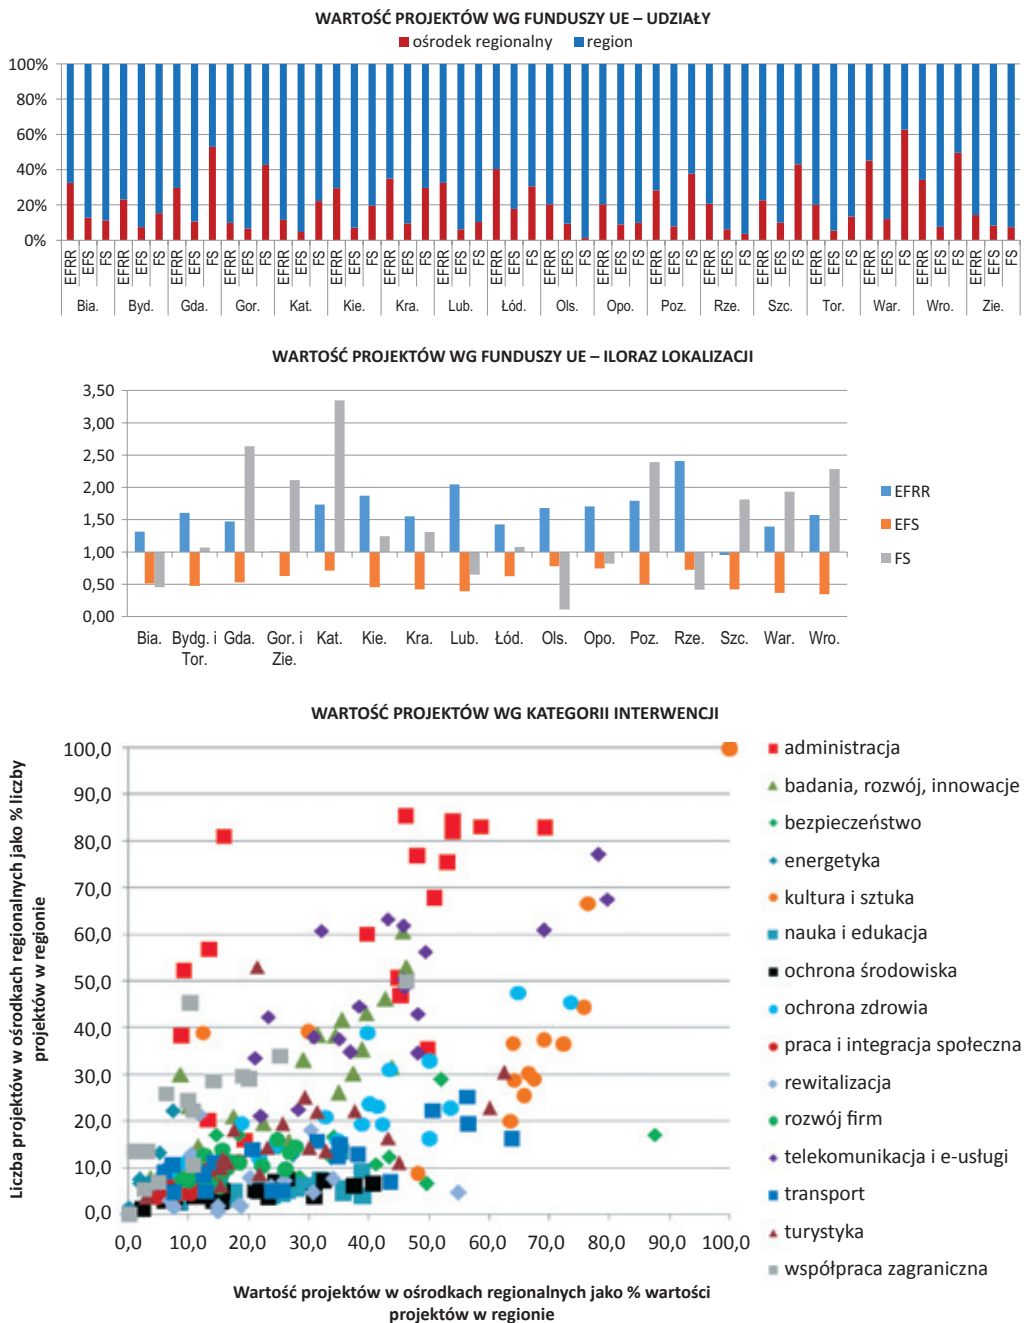 WARTOŚĆ PROJEKTÓW WG FUNDUSZY UE – UDZIAŁY
ośrodek regionalny region
100%
80%
60%
40%
20%
0%
EFRR EFS FS EFRR EFS FS EFRR EFS FS EFRR EFS FS EFRR EFS FS EFRR EFS FS EFRR EFS FS EFRR EFS FS EFRR EFS FS EFRR EFS FS EFRR EFS FS EFRR EFS FS EFRR EFS FS EFRR EFS FS EFRR EFS FS EFRR EFS FS EFRR EFS FS EFRR EFS FS
Bia. Byd. Gda. Gor. Kat. Kie. Kra. Lub. Łód. Ols. Opo. Poz. Rze. Szc. Tor. War. Wro. Zie.
WARTOŚĆ PROJEKTÓW WG FUNDUSZY UE – ILORAZ LOKALIZACJI
3,50
3,00
2,50
2,00
1,50
1,00
0,50
0,00
EFRR
EFS
FS
Bia. Bydg. i Gda. Gor. i Kat. Kie. Kra. Lub. Łód. Ols. Opo. Poz. Rze. Szc. War. Wro.
Tor. Zie.
WARTOŚĆ PROJEKTÓW WG KATEGORII INTERWENCJI
Liczba projektów w ośrodkach regionalnych jako % liczby
projektów w regionie
100,0
90,0
80,0
70,0
60,0
50,0
40,0
30,0
20,0
10,0
0,0
0,0 10,0 20,0 30,0 40,0 50,0 60,0 70,0 80,0 90,0 100,0
administracja
badania, rozwój, innowacje
bezpieczeństwo
energetyka
kultura i sztuka
nauka i edukacja
ochrona środowiska
ochrona zdrowia
praca i integracja społeczna
rewitalizacja
rozwój firm
telekomunikacja i e-usługi
transport
turystyka
współpraca zagraniczna
Wartość projektów w ośrodkach regionalnych jako % wartości
projektów w regionie